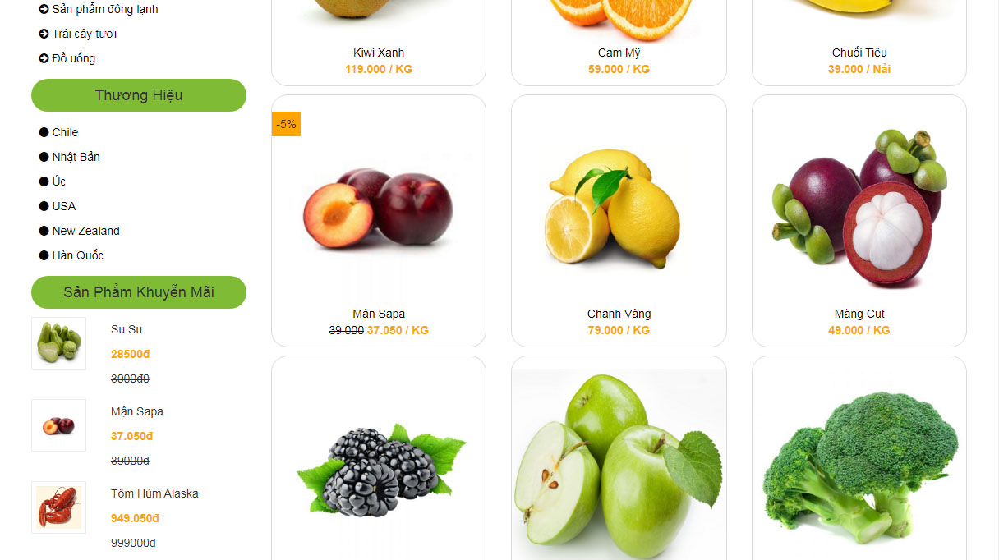 Sản phẩm đông lạnh
Trái cây tươi
Đồ uống
Thương Hiệu
Chile
Nhật Bản
Úc
USA
New Zealand
Hàn Quốc
Sản Phẩm Khuyễn Mãi
Su Su
28500đ
3000đ0
Mận Sapa
37.050đ
39000đ
Tôm Hùm Alaska
949.050đ
999000đ
Kiwi Xanh
119.000 / KG
Cam Mỹ
59.000 / KG
Chuối Tiêu
39.000 / Nải
-5%
Mận Sapa
39.000 37.050 / KG
Chanh Vàng
79.000 / KG
Măng Cụt
49.000 / KG